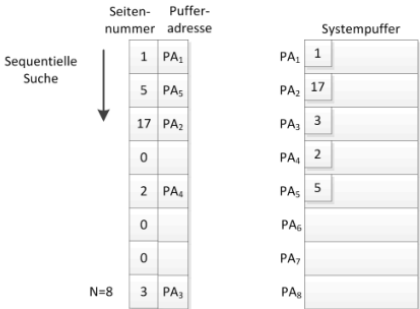 Seiten-
nummer
Puffer-
adresse
Sequentielle
Suche
1 PA₁
5 PA₅
17 PA₂
0
2 PA₄
0
0
N=8 3 PA₃
Systempuffer
PA₁ 1
PA₂ 17
PA₃ 3
PA₄ 2
PA₅ 5
PA₆
PA₇
PA₈